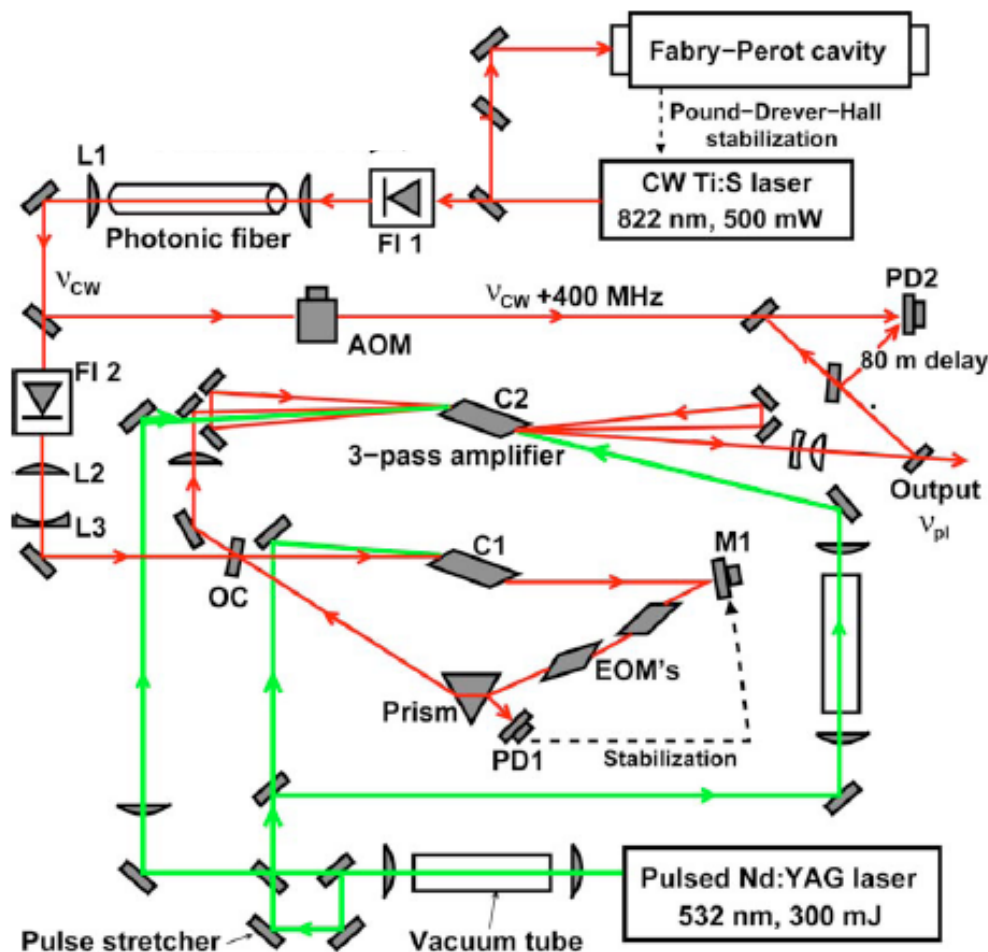 Fabry-Perot cavity
Pound-Drever-Hall
stabilization
L1
CW Ti:S laser
822 nm, 500 mW
Photonic fiber
FI 1
νCW
νCW +400 MHz
PD2
AOM
80 m delay
FI 2
C2
3-pass amplifier
L2
Output
νpl
L3
C1
M1
OC
EOM's
Prism
PD1
Stabilization
Pulsed Nd:YAG laser
532 nm, 300 mJ
Pulse stretcher
Vacuum tube